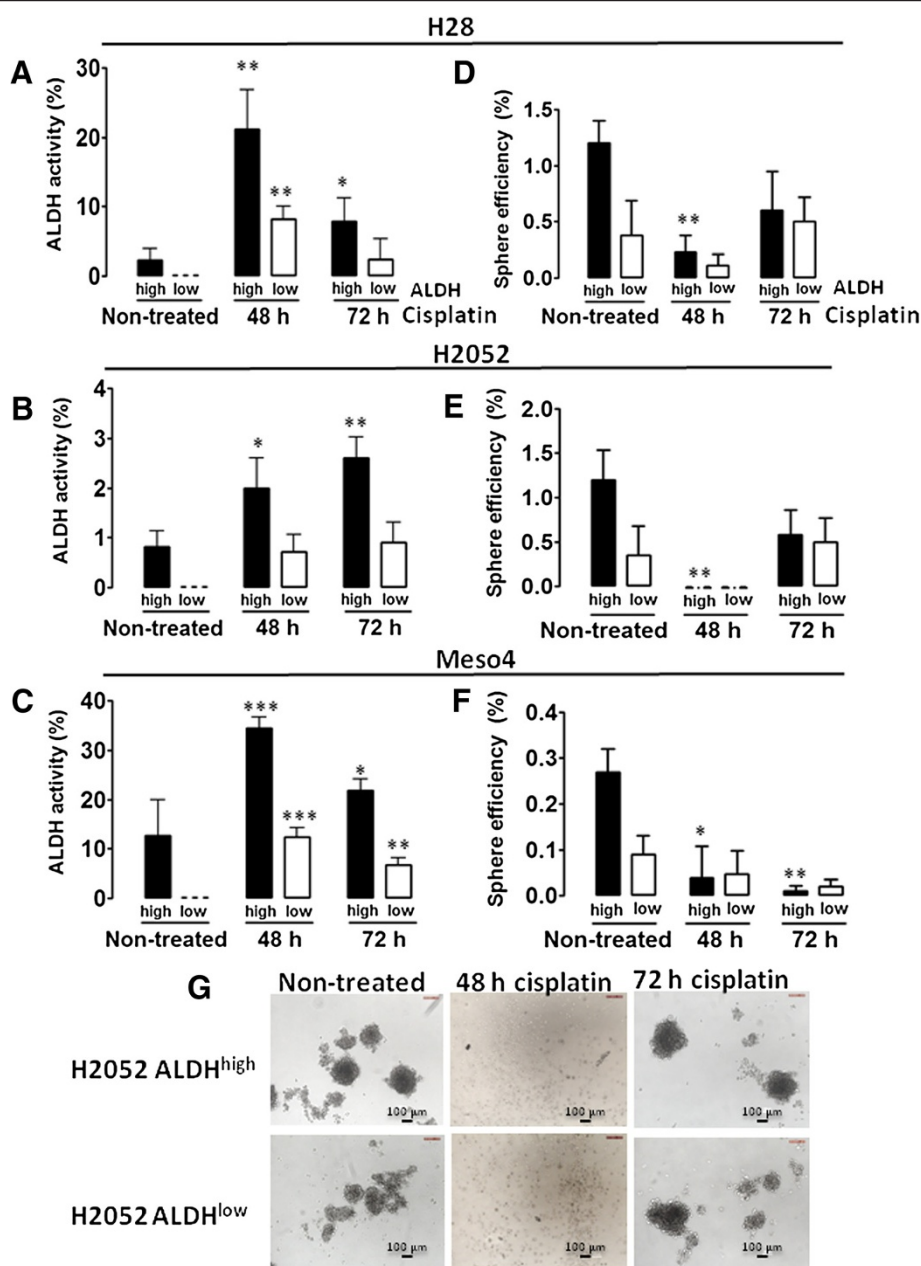 H28
A
ALDH activity (%)
30
20
10
0
**
**
*
high low high low high low ALDH
Non-treated 48 h 72 h Cisplatin
D
Sphere efficiency (%)
1.5
1.0
0.5
0.0
**
high low high low high low ALDH
Non-treated 48 h 72 h Cisplatin
H2052
B
ALDH activity (%)
4
3
2
1
0
*
**
high low high low high low
Non-treated 48 h 72 h
E
Sphere efficiency (%)
2.0
1.5
1.0
0.5
0.0
**
high low high low high low
Non-treated 48 h 72 h
Meso4
C
ALDH activity (%)
40
30
20
10
0
***
***
*
**
high low high low high low
Non-treated 48 h 72 h
F
Sphere efficiency (%)
0.4
0.3
0.2
0.1
0.0
*
**
high low high low high low
Non-treated 48 h 72 h
G
Non-treated 48 h cisplatin 72 h cisplatin
H2052 ALDHhigh
100 µm 100 µm 100 µm
H2052 ALDHlow
100 µm 100 µm 100 µm